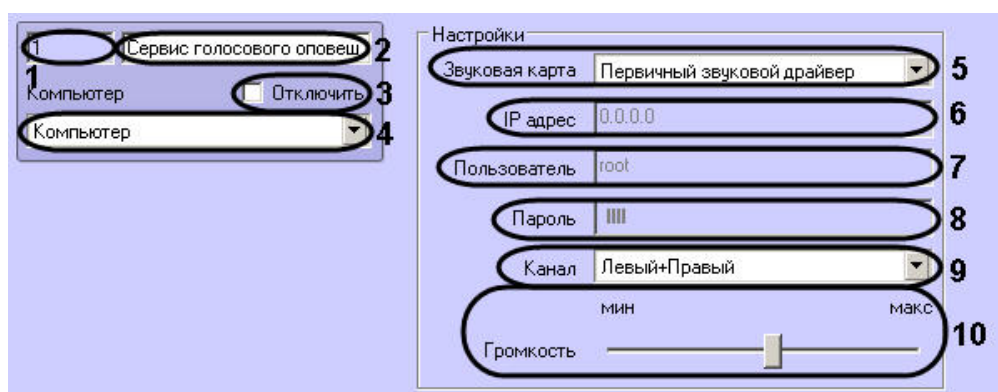 1 Сервис голосового оповещ 2
1
Компьютер Отключить 3
Компьютер 4
Настройки
Звуковая карта Первичный звуковой драйвер 5
IP адрес 0.0.0.0 6
Пользователь root 7
Пароль 8
Канал Левый+Правый 9
мин макс
Громкость 10